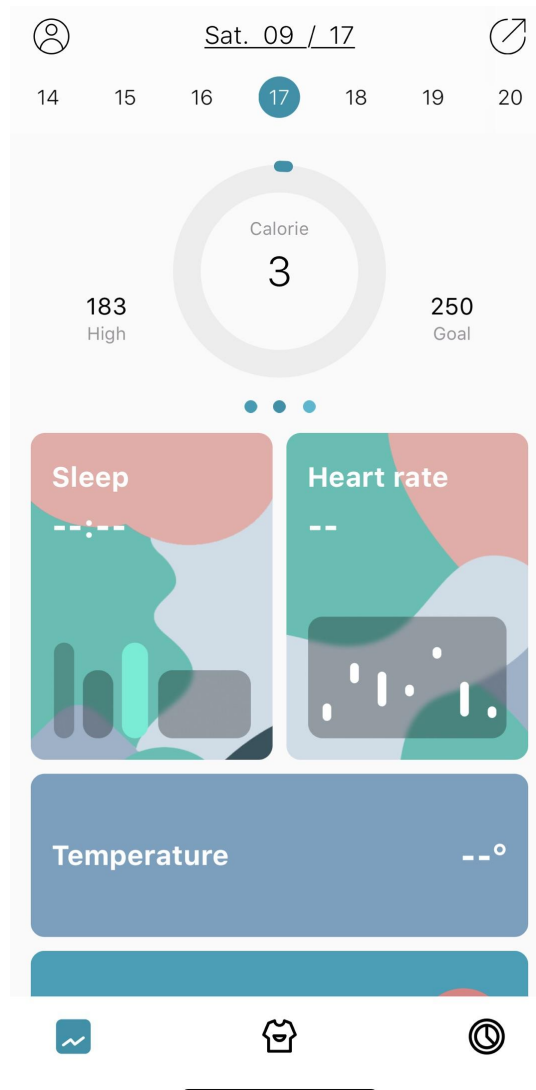 Sat. 09 / 17
14 15 16 17 18 19 20
Calorie
3
183
High
250
Goal
Sleep
--:--
Heart rate
--
Temperature --°